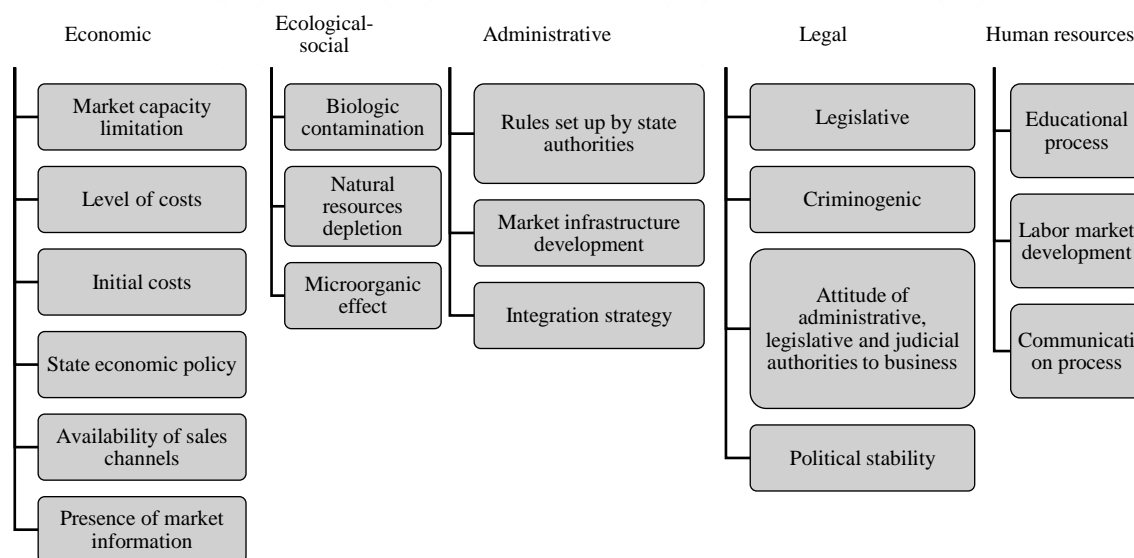 Economic
Market capacity
limitation
Level of costs
Initial costs
State economic policy
Availability of sales
channels
Presence of market
information
Ecological-
social
Biologic
contamination
Natural
resources
depletion
Microorganic
effect
Administrative
Rules set up by state
authorities
Market infrastructure
development
Integration strategy
Legal
Legislative
Criminogenic
Attitude of
administrative,
legislative and judicial
authorities to business
Political stability
Human resources
Educational
process
Labor market
development
Communicati
on process